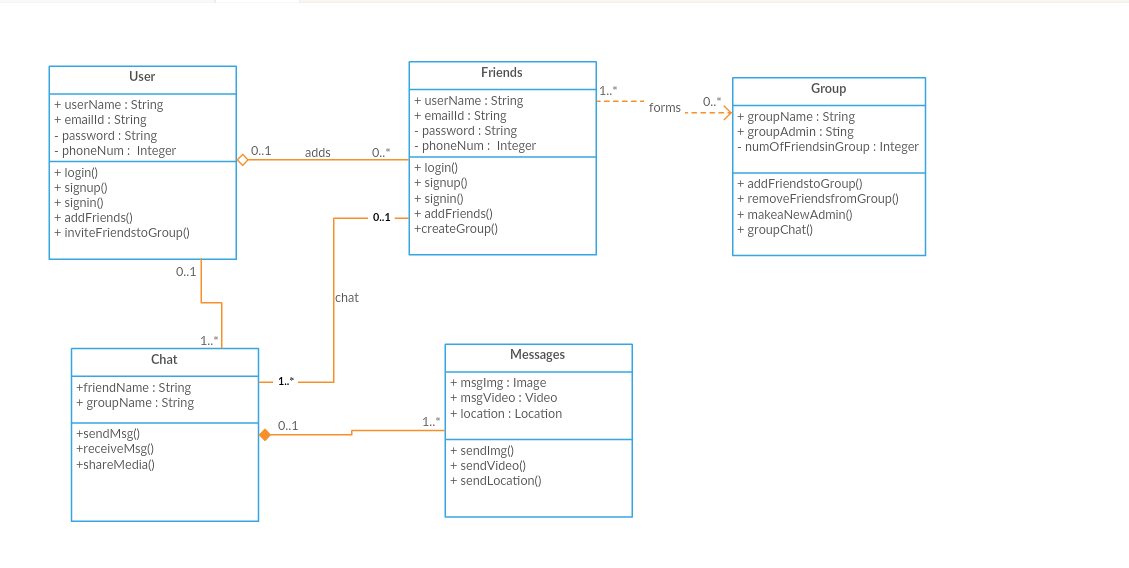 User
+ userName : String
+ emailId : String
- password : String
- phoneNum :  Integer
+ login()
+ signup()
+ signin()
+ addFriends()
+ inviteFriendstoGroup()
0..1
adds
0..*
Friends
+ userName : String
+ emailId : String
- password : String
- phoneNum :  Integer
+ login()
+ signup()
+ signin()
+ addFriends()
+createGroup()
1..*
forms
0..*
Group
+ groupName : String
+ groupAdmin : Sting
- numOfFriendsinGroup : Integer
+ addFriendstoGroup()
+ removeFriendsfromGroup()
+ makeaNewAdmin()
+ groupChat()
0..1
0..1
chat
1..*
1..*
Chat
+friendName : String
+ groupName : String
+sendMsg()
+receiveMsg()
+shareMedia()
0..1
1..*
Messages
+ msgImg : Image
+ msgVideo : Video
+ location : Location
+ sendImg()
+ sendVideo()
+ sendLocation()